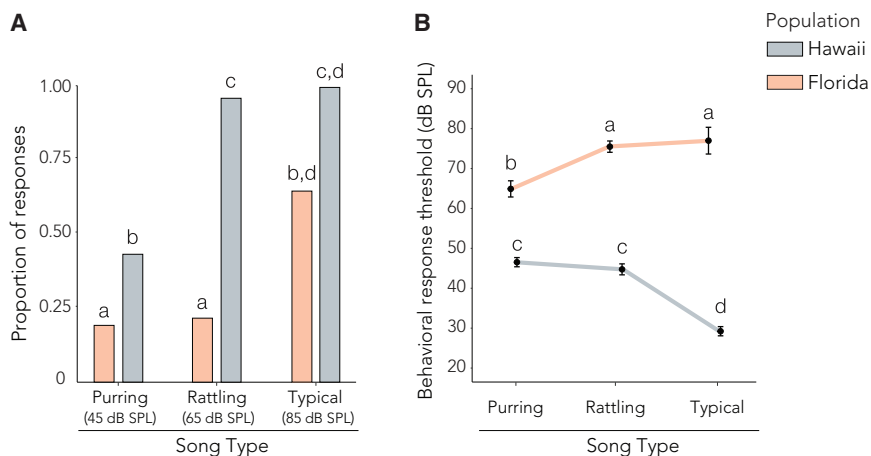 A
Proportion of responses
1.00
0.75
0.50
0.25
0
a
b
a
c
b,d
c,d
Purring
(45 dB SPL)
Rattling
(65 dB SPL)
Typical
(85 dB SPL)
Song Type
B
Behavioral response threshold (dB SPL)
90
80
70
60
50
40
30
20
b
a
a
c
c
d
Purring
Rattling
Typical
Song Type
Population
Hawaii
Florida